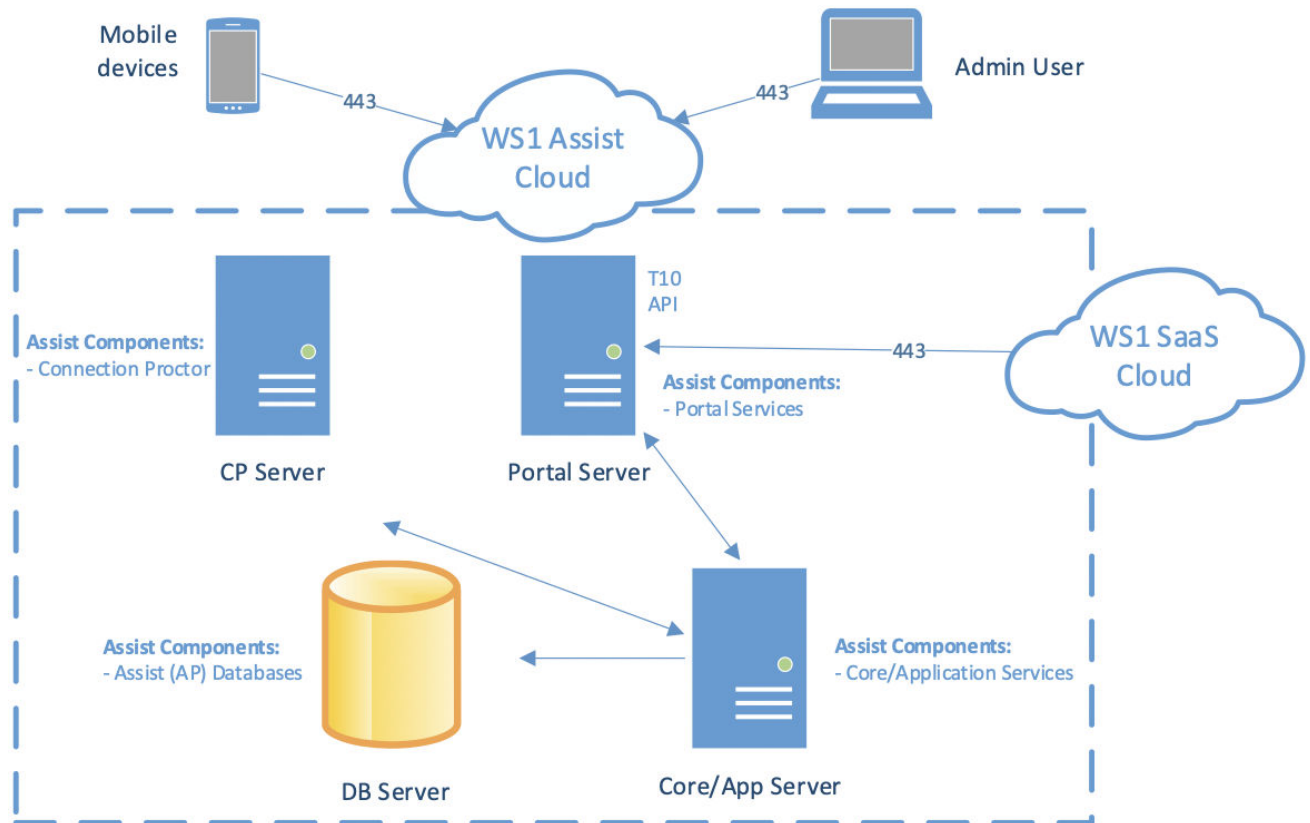 Mobile
devices
443
443
Admin User
WS1 Assist
Cloud
T10
API
Assist Components:
- Connection Proctor
443
WS1 SaaS
Cloud
Assist Components:
- Portal Services
CP Server
Portal Server
Assist Components:
- Assist (AP) Databases
Assist Components:
- Core/Application Services
DB Server
Core/App Server